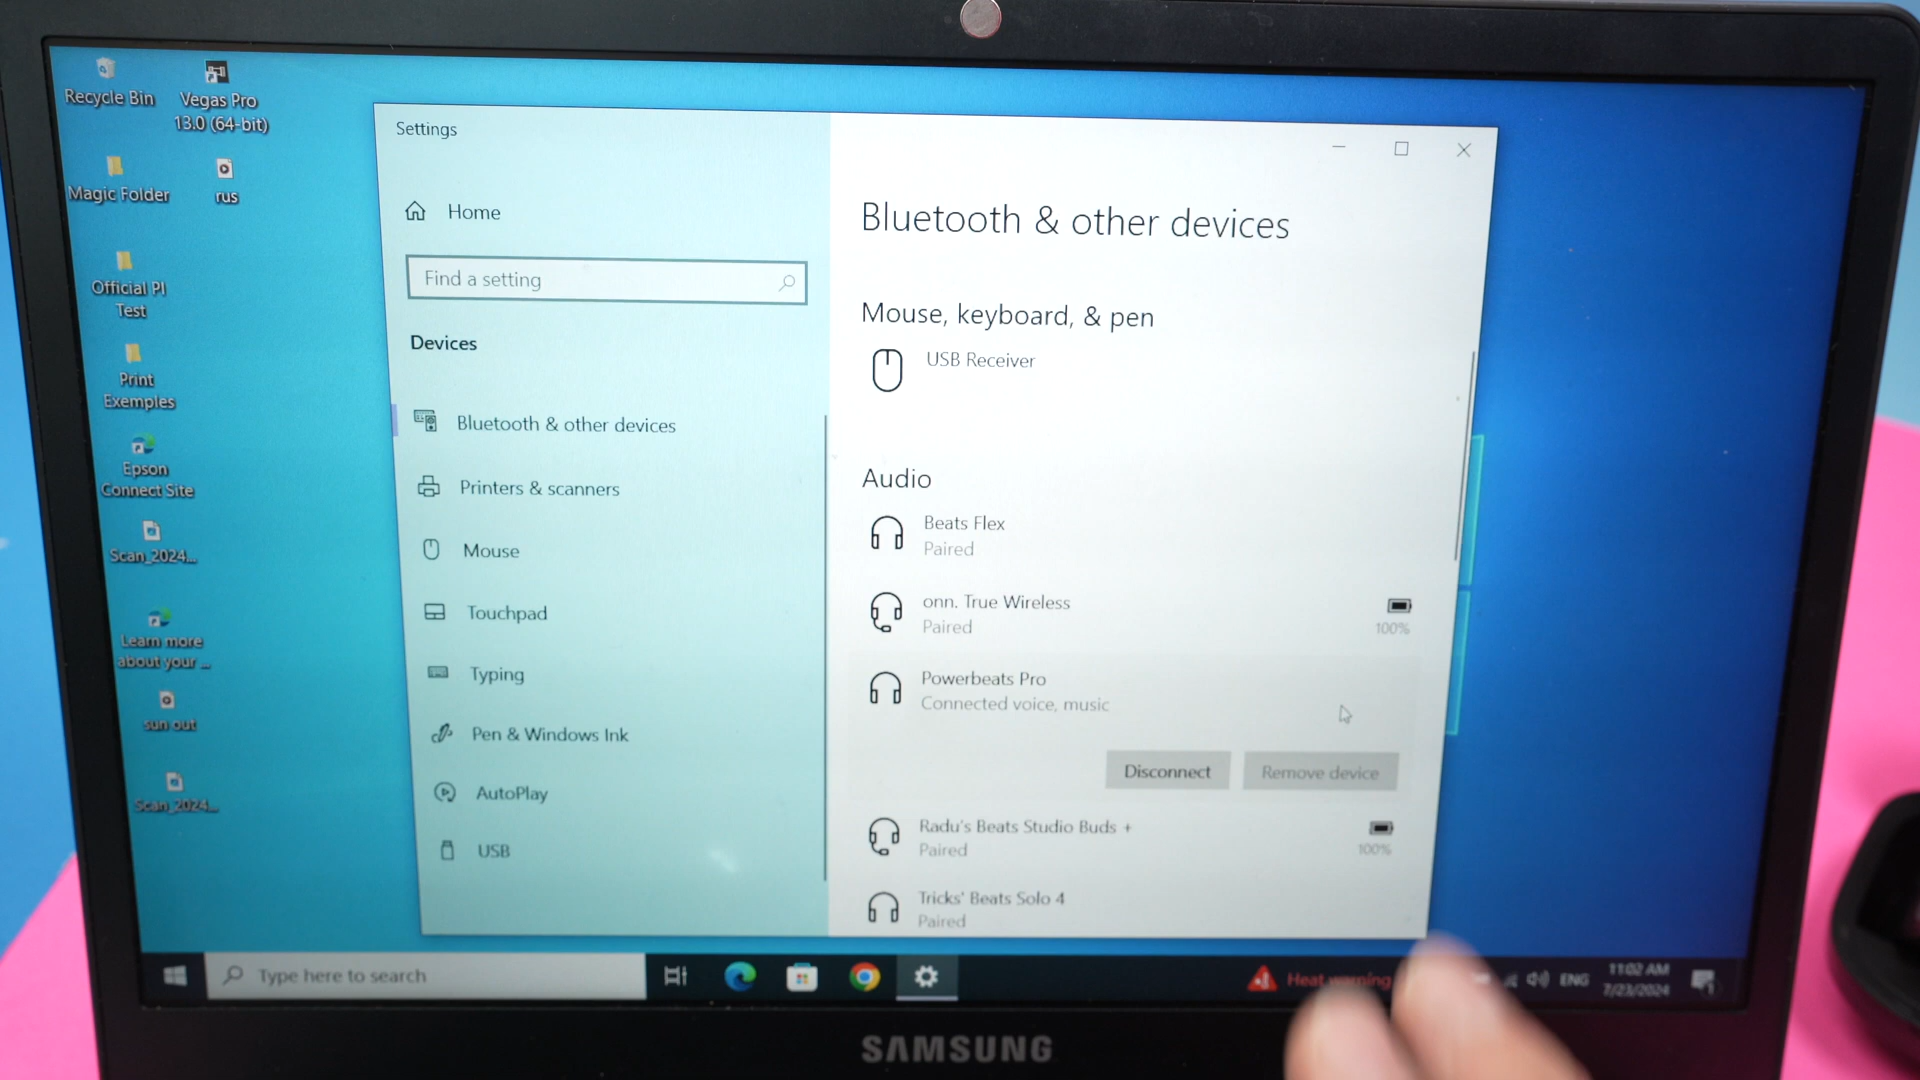 Recycle Bin
Vegas Pro
13.0 (64-bit)
Magic Folder
rus
Official PI
Test
Print
Exemples
Epson
Connect Site
Scan_2024...
Learn more
about your ...
sun out
Scan_2024...
Settings
Home
Find a setting
Devices
Bluetooth & other devices
Printers & scanners
Mouse
Touchpad
Typing
Pen & Windows Ink
AutoPlay
USB
Bluetooth & other devices
Mouse, keyboard, & pen
USB Receiver
Audio
Beats Flex
Paired
onn. True Wireless
Paired
100%
Powerbeats Pro
Connected voice, music
Disconnect
Remove device
Radu's Beats Studio Buds +
Paired
100%
Tricks' Beats Solo 4
Paired
Type here to search
Heat warning
ENG
11:02 AM
7/23/2024
1
SAMSUNG